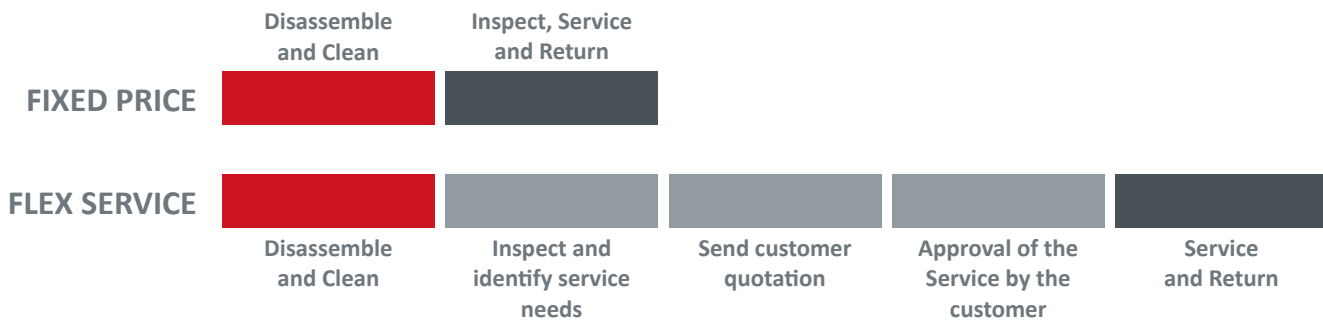 Disassemble
and Clean
Inspect, Service
and Return
FIXED PRICE
FLEX SERVICE
Disassemble
and Clean
Inspect and
identify service
needs
Send customer
quotation
Approval of the
Service by the
customer
Service
and Return